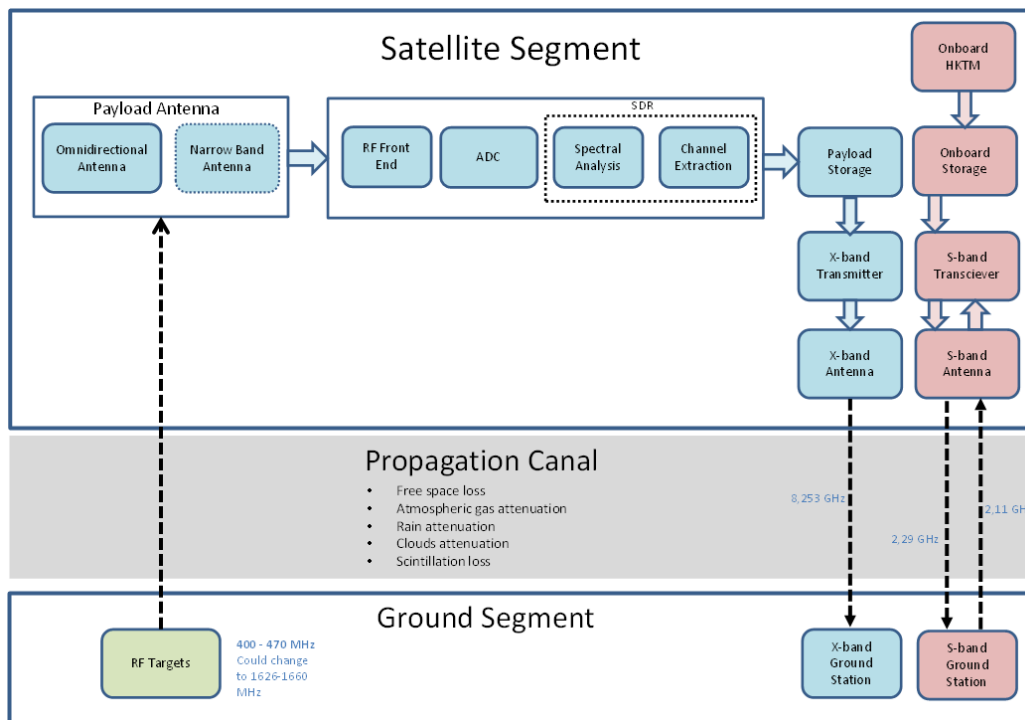 Satellite Segment
Onboard
HKTM
Payload Antenna
SDR
Omnidirectional
Antenna
Narrow Band
Antenna
RF Front
End
ADC
Spectral
Analysis
Channel
Extraction
Payload
Storage
Onboard
Storage
X-band
Transmitter
S-band
Transciever
X-band
Antenna
S-band
Antenna
Propagation Canal
• Free space loss
• Atmospheric gas attenuation
• Rain attenuation
• Clouds attenuation
• Scintillation loss
8,253 GHz
2,29 GHz
2,11 GH
Ground Segment
RF Targets
400 - 470 MHz
Could change
to 1626-1660
MHz
X-band
Ground
Station
S-band
Ground
Station